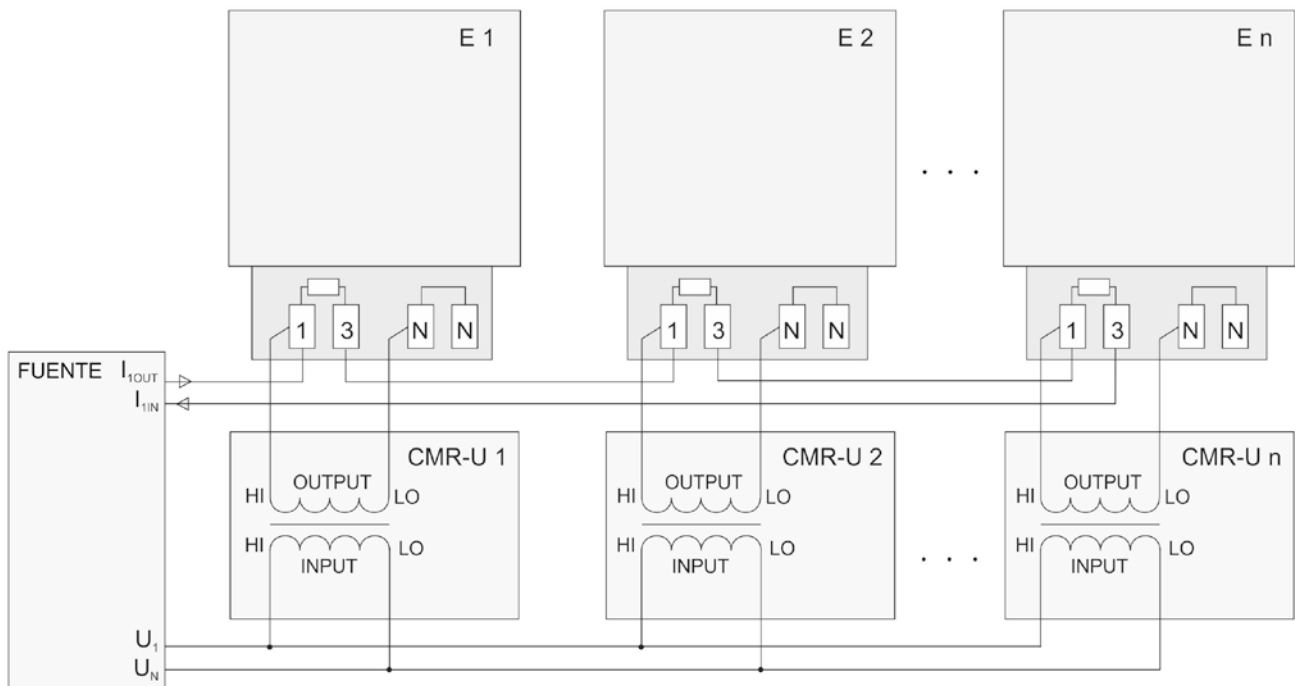 E 1
E 2
E n
. . .
1 3 N N
1 3 N N
1 3 N N
FUENTE I1OUT
I1IN
CMR-U 1
CMR-U 2
CMR-U n
HI OUTPUT LO
HI INPUT LO
HI OUTPUT LO
HI INPUT LO
HI OUTPUT LO
HI INPUT LO
. . .
U1
UN